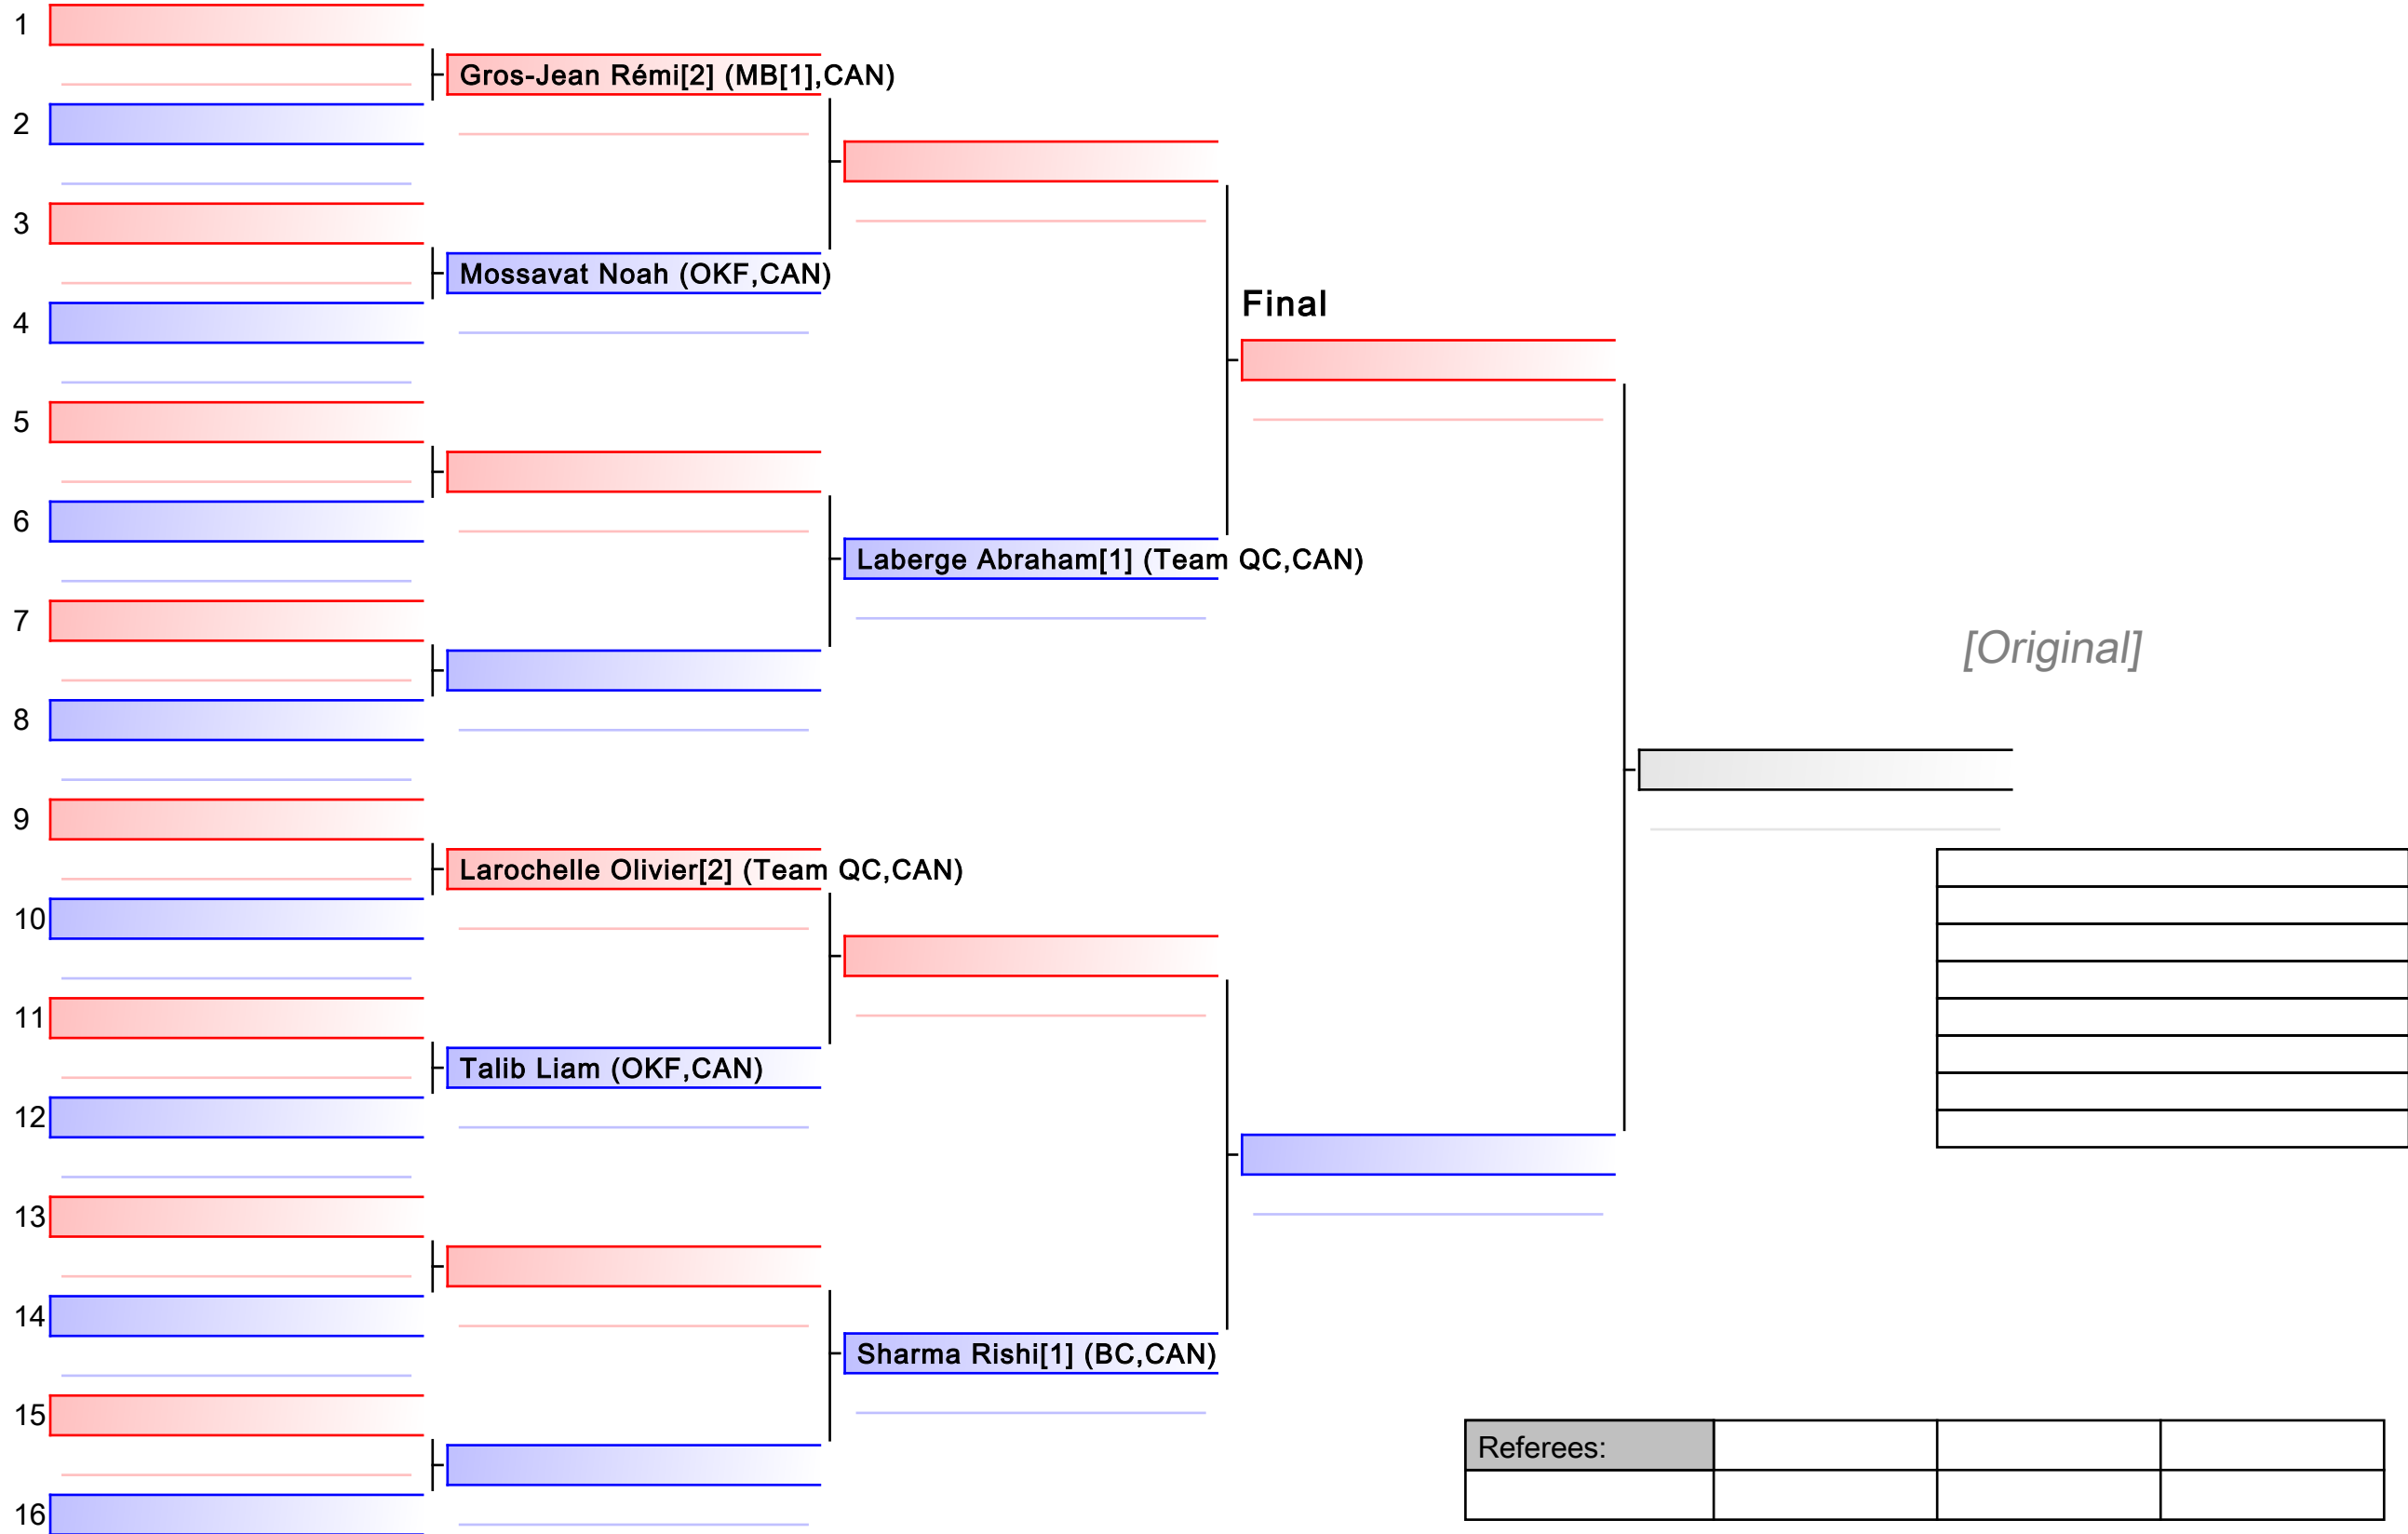 1
Gros-Jean Rémi[2] (MB[1],CAN)
2
3
Mossavat Noah (OKF,CAN)
4
Final
5
6
Laberge Abraham[1] (Team QC,CAN)
7
[Original]
8
9
Larochelle Olivier[2] (Team QC,CAN)
10
11
Talib Liam (OKF,CAN)
12
13
14
Sharma Rishi[1] (BC,CAN)
15
Referees:
16